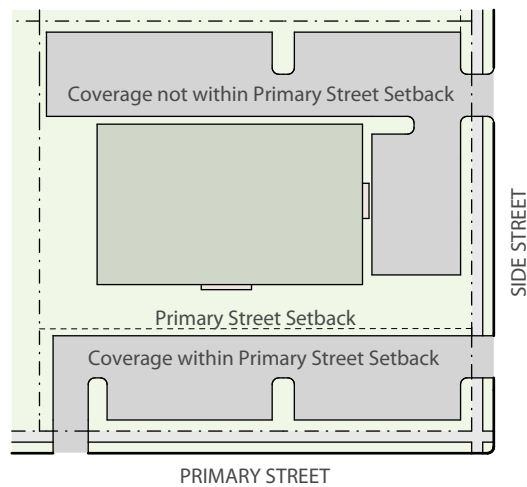 Coverage not within Primary Street Setback
SIDE STREET
Primary Street Setback
Coverage within Primary Street Setback
PRIMARY STREET